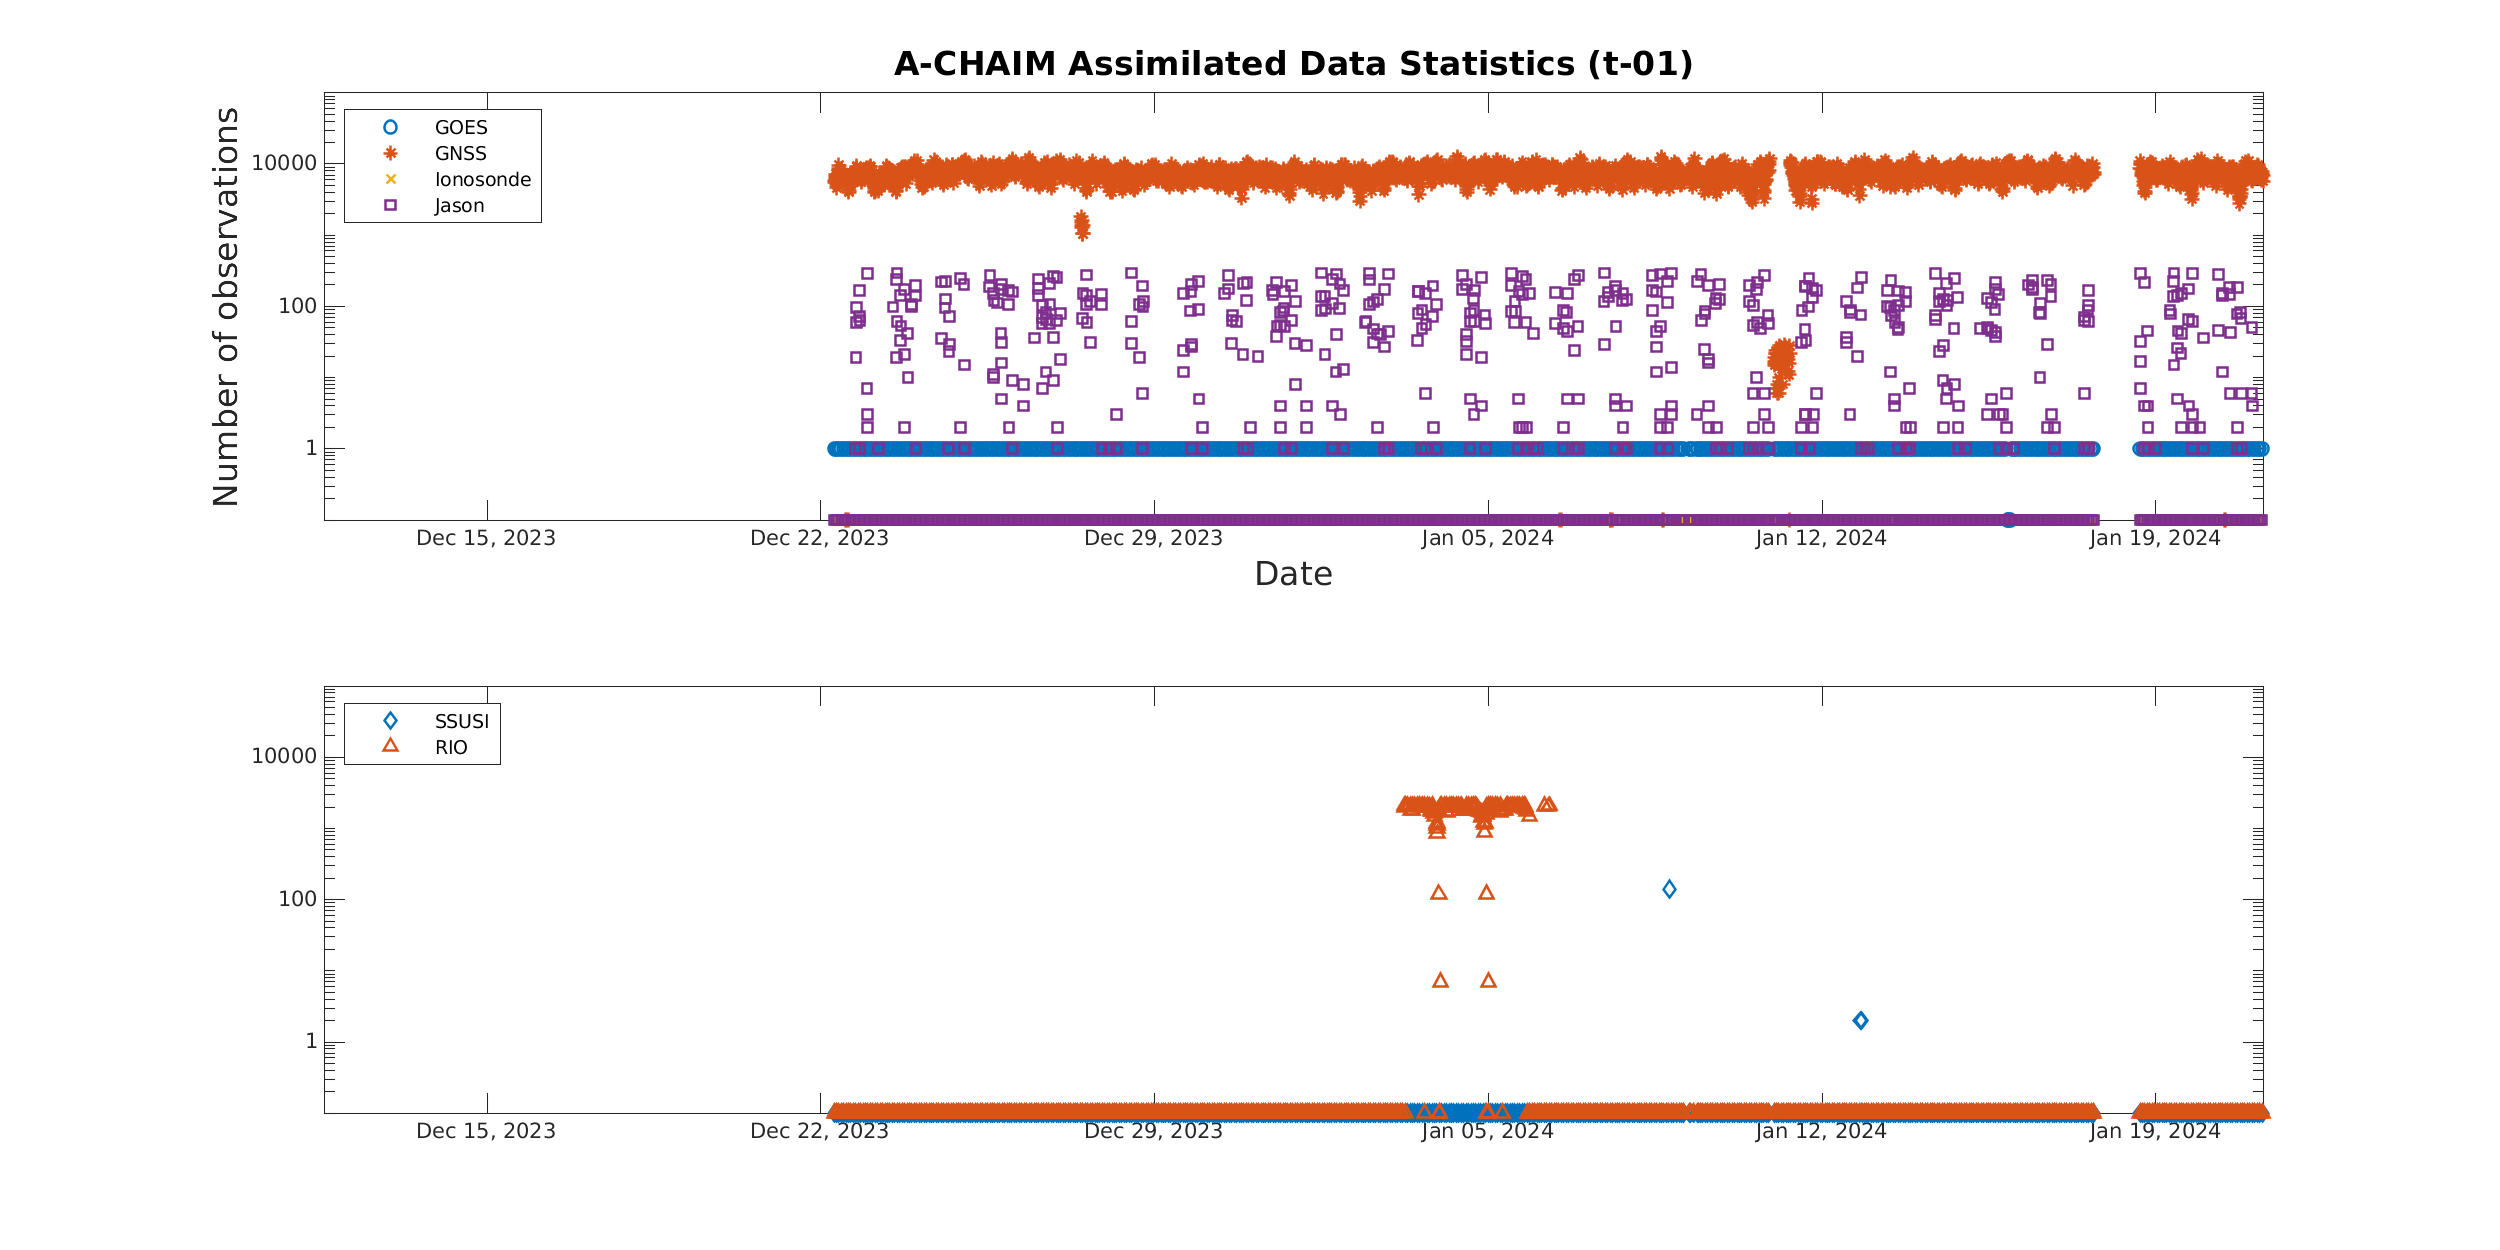 A-CHAIM Assimilated Data Statistics (t-01)
Number of observations
10000
100
1
GOES
GNSS
Ionosonde
Jason
Dec 15, 2023
Dec 22, 2023
Dec 29, 2023
Jan 05, 2024
Jan 12, 2024
Jan 19, 2024
Date
10000
100
1
SSUSI
RIO
Dec 15, 2023
Dec 22, 2023
Dec 29, 2023
Jan 05, 2024
Jan 12, 2024
Jan 19, 2024